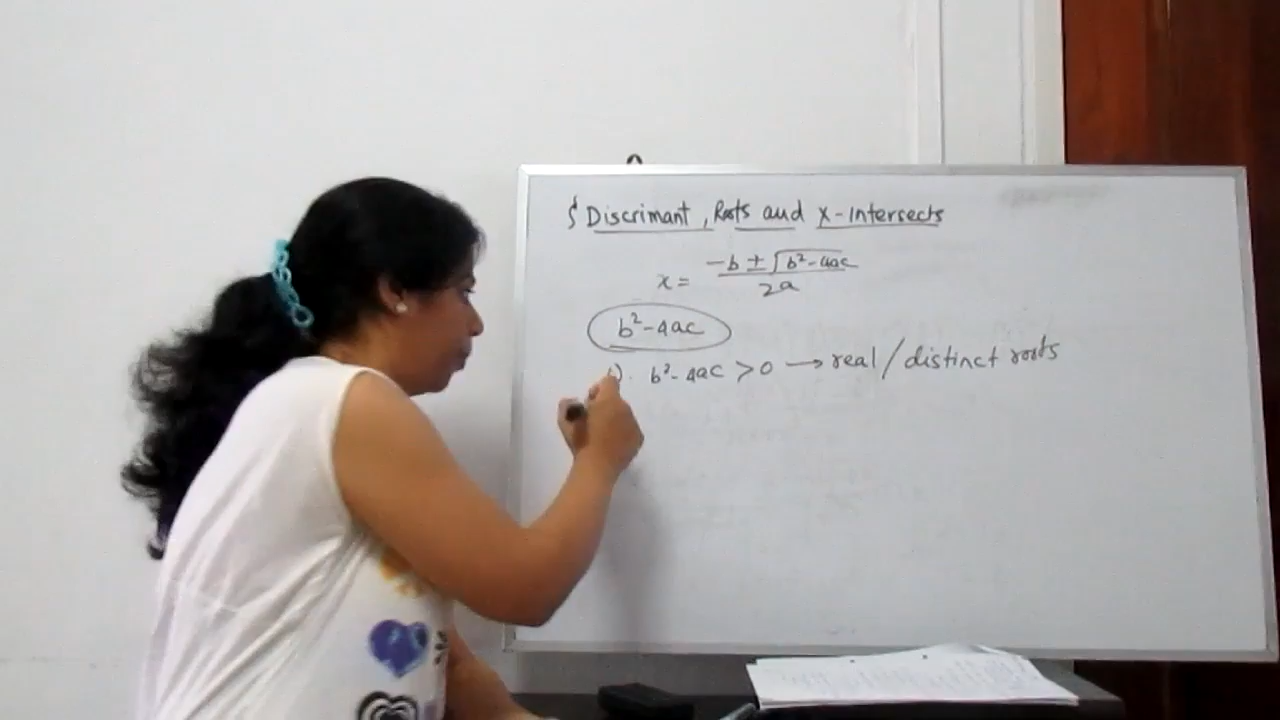 § Discrimant, Roots and X-Intersects
x = −b ± √b²-4ac / 2a
b²-4ac
1). b²-4ac > 0 → real / distinct roots